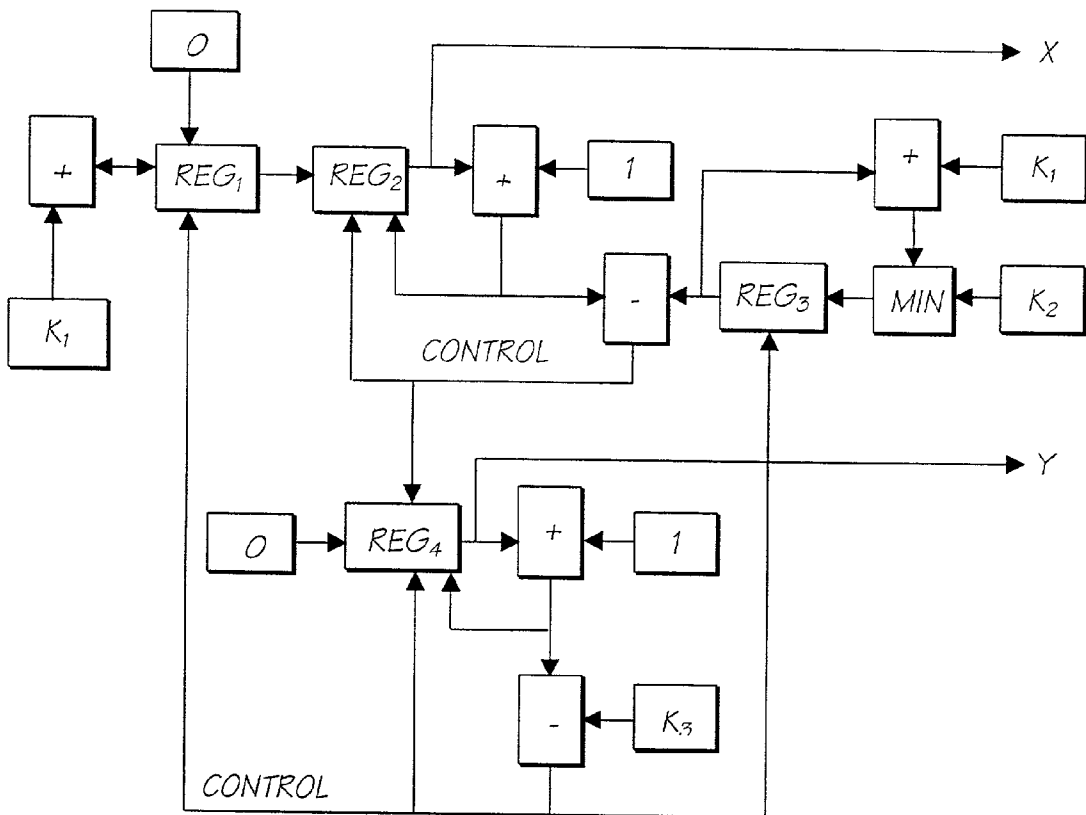 0
X
+
REG₁
REG₂
+
1
+
K₁
K₁
-
REG₃
MIN
K₂
CONTROL
Y
0
REG₄
+
1
-
K₃
CONTROL